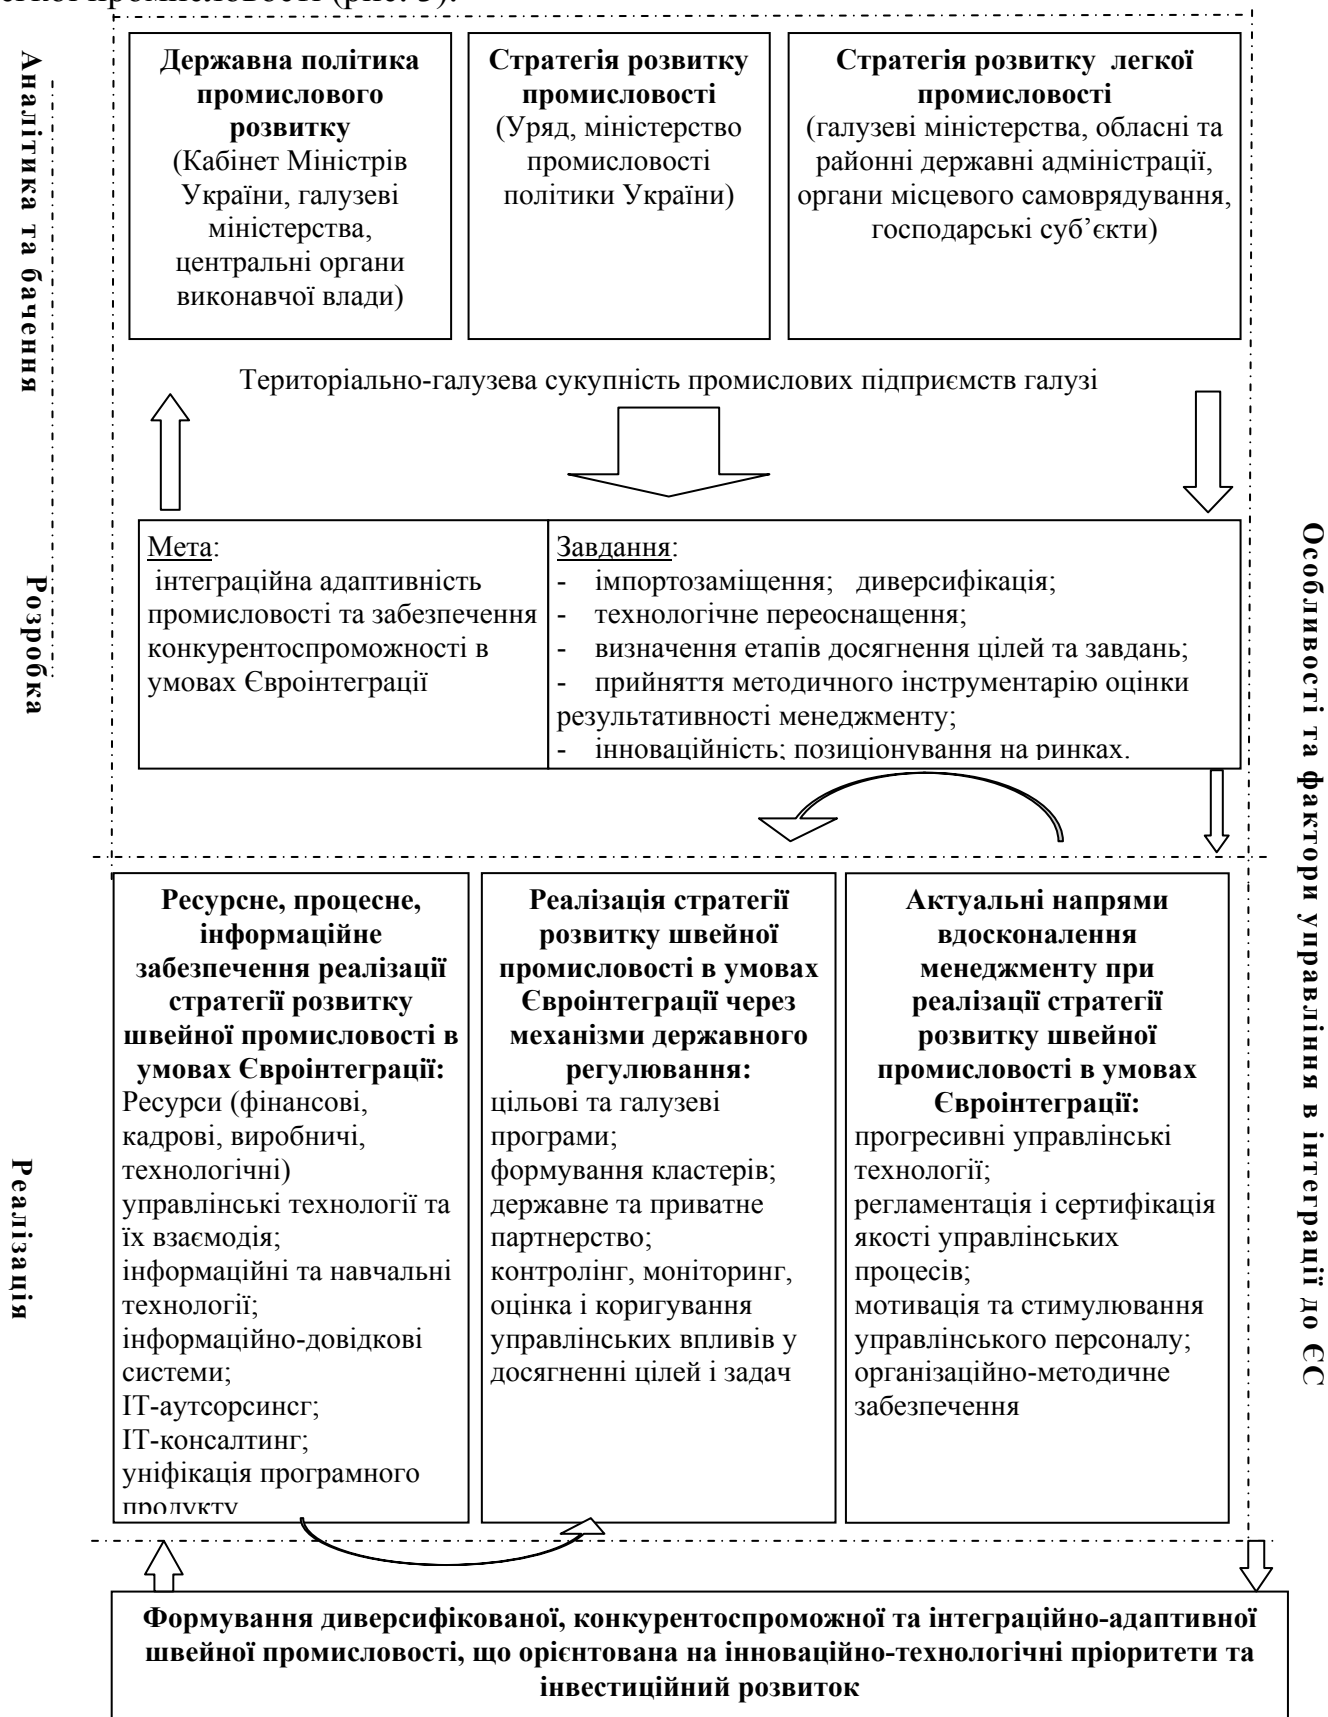 легкої промисловості (рис. 3).
Аналітика та бачення
Державна політика
промислового
розвитку
(Кабінет Міністрів
України, галузеві
міністерства,
центральні органи
виконавчої влади)
Стратегія розвитку
промисловості
(Уряд, міністерство
промисловості
політики України)
Стратегія розвитку легкої
промисловості
(галузеві міністерства, обласні та
районні державні адміністрації,
органи місцевого самоврядування,
господарські суб’єкти)
Територіально-галузева сукупність промислових підприємств галузі
Розробка
Мета:
інтеграційна адаптивність
промисловості та забезпечення
конкурентоспроможності в
умовах Євроінтеграції
Завдання:
- імпортозаміщення; диверсифікація;
- технологічне переоснащення;
- визначення етапів досягнення цілей та завдань;
- прийняття методичного інструментарію оцінки
результативності менеджменту;
- інноваційність; позиціонування на ринках.
Особливості та фактори управління в інтеграції до ЄС
Реалізація
Ресурсне, процесне,
інформаційне
забезпечення реалізації
стратегії розвитку
швейної промисловості в
умовах Євроінтеграції:
Ресурси (фінансові,
кадрові, виробничі,
технологічні)
управлінські технології та
їх взаємодія;
інформаційні та навчальні
технології;
інформаційно-довідкові
системи;
ІТ-аутсорсинсг;
ІТ-консалтинг;
уніфікація програмного
продукту
Реалізація стратегії
розвитку швейної
промисловості в умовах
Євроінтеграції через
механізми державного
регулювання:
цільові та галузеві
програми;
формування кластерів;
державне та приватне
партнерство;
контролінг, моніторинг,
оцінка і коригування
управлінських впливів у
досягненні цілей і задач
Актуальні напрями
вдосконалення
менеджменту при
реалізації стратегії
розвитку швейної
промисловості в умовах
Євроінтеграції:
прогресивні управлінські
технології;
регламентація і сертифікація
якості управлінських
процесів;
мотивація та стимулювання
управлінського персоналу;
організаційно-методичне
забезпечення
Формування диверсифікованої, конкурентоспроможної та інтеграційно-адаптивної
швейної промисловості, що орієнтована на інноваційно-технологічні пріоритети та
інвестиційний розвиток